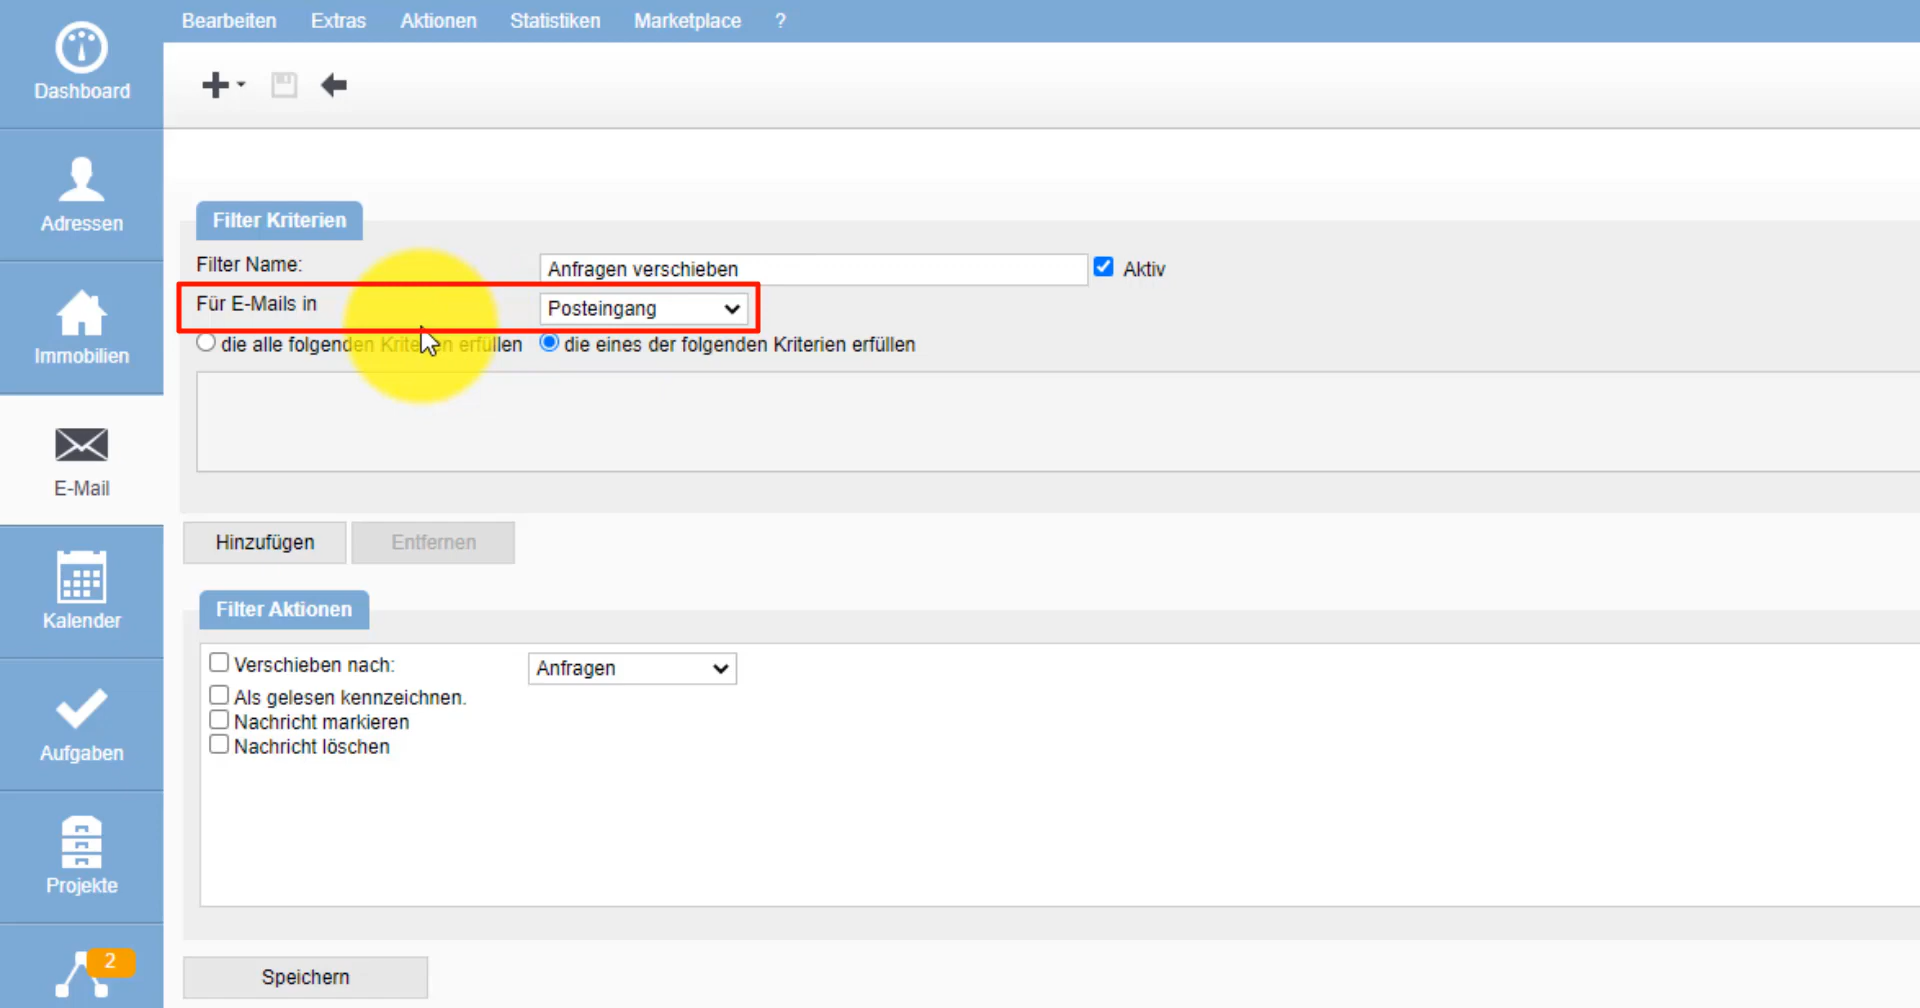 Bearbeiten Extras Aktionen Statistiken Marketplace ?
Dashboard
Adressen
Immobilien
E-Mail
Kalender
Aufgaben
Projekte
2
Filter Kriterien
Filter Name: Anfragen verschieben Aktiv
Für E-Mails in Posteingang
die alle folgenden Kriterien erfüllen die eines der folgenden Kriterien erfüllen
Hinzufügen Entfernen
Filter Aktionen
Verschieben nach: Anfragen
Als gelesen kennzeichnen.
Nachricht markieren
Nachricht löschen
Speichern